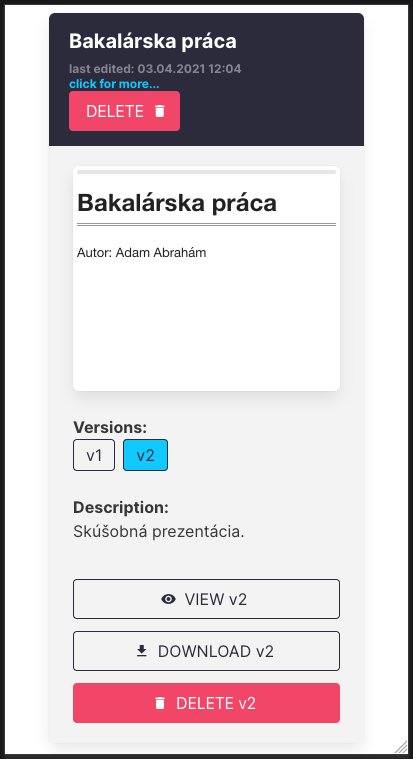 Bakalárska práca
last edited: 03.04.2021 12:04
click for more...
DELETE
Bakalárska práca
Autor: Adam Abrahám
Versions:
v1 v2
Description:
Skúšobná prezentácia.
VIEW v2
DOWNLOAD v2
DELETE v2